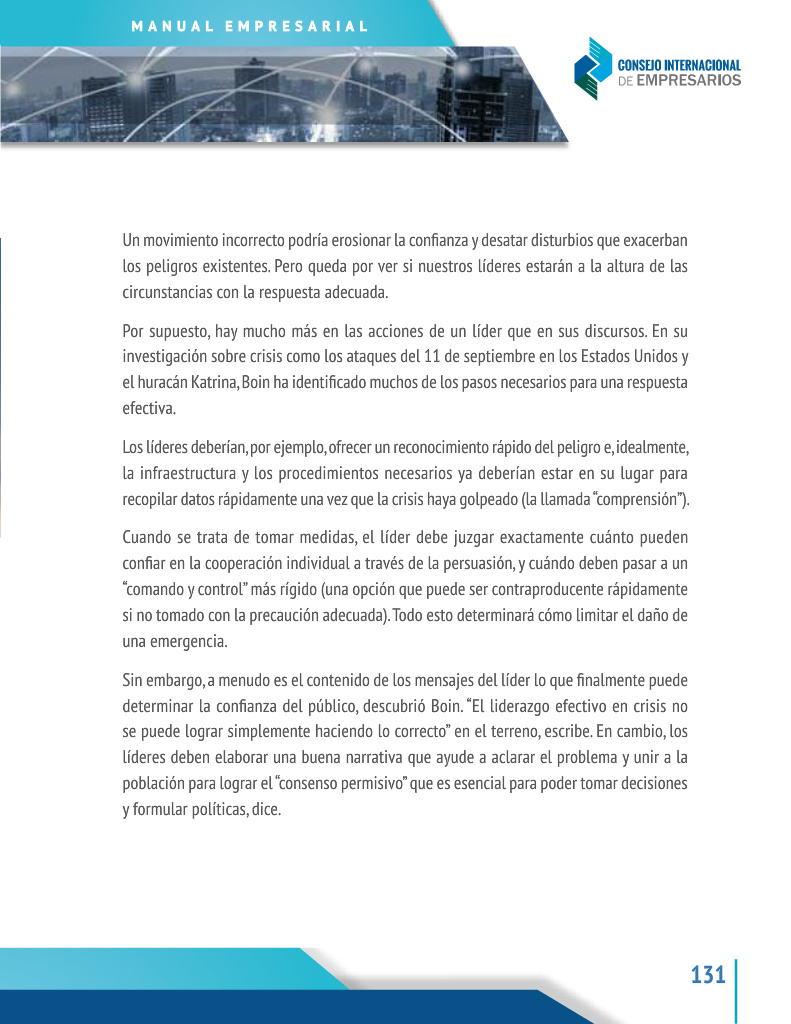 MANUAL EMPRESARIAL
CONSEJO INTERNACIONAL
DE EMPRESARIOS
Un movimiento incorrecto podría erosionar la confianza y desatar disturbios que exacerban
los peligros existentes. Pero queda por ver si nuestros líderes estarán a la altura de las
circunstancias con la respuesta adecuada.
Por supuesto, hay mucho más en las acciones de un líder que en sus discursos. En su
investigación sobre crisis como los ataques del 11 de septiembre en los Estados Unidos y
el huracán Katrina, Boin ha identificado muchos de los pasos necesarios para una respuesta
efectiva.
Los líderes deberían, por ejemplo, ofrecer un reconocimiento rápido del peligro e, idealmente,
la infraestructura y los procedimientos necesarios ya deberían estar en su lugar para
recopilar datos rápidamente una vez que la crisis haya golpeado (la llamada “comprensión”).
Cuando se trata de tomar medidas, el líder debe juzgar exactamente cuánto pueden
confiar en la cooperación individual a través de la persuasión, y cuándo deben pasar a un
“comando y control” más rígido (una opción que puede ser contraproducente rápidamente
si no tomado con la precaución adecuada). Todo esto determinará cómo limitar el daño de
una emergencia.
Sin embargo, a menudo es el contenido de los mensajes del líder lo que finalmente puede
determinar la confianza del público, descubrió Boin. “El liderazgo efectivo en crisis no
se puede lograr simplemente haciendo lo correcto” en el terreno, escribe. En cambio, los
líderes deben elaborar una buena narrativa que ayude a aclarar el problema y unir a la
población para lograr el “consenso permisivo” que es esencial para poder tomar decisiones
y formular políticas, dice.
131